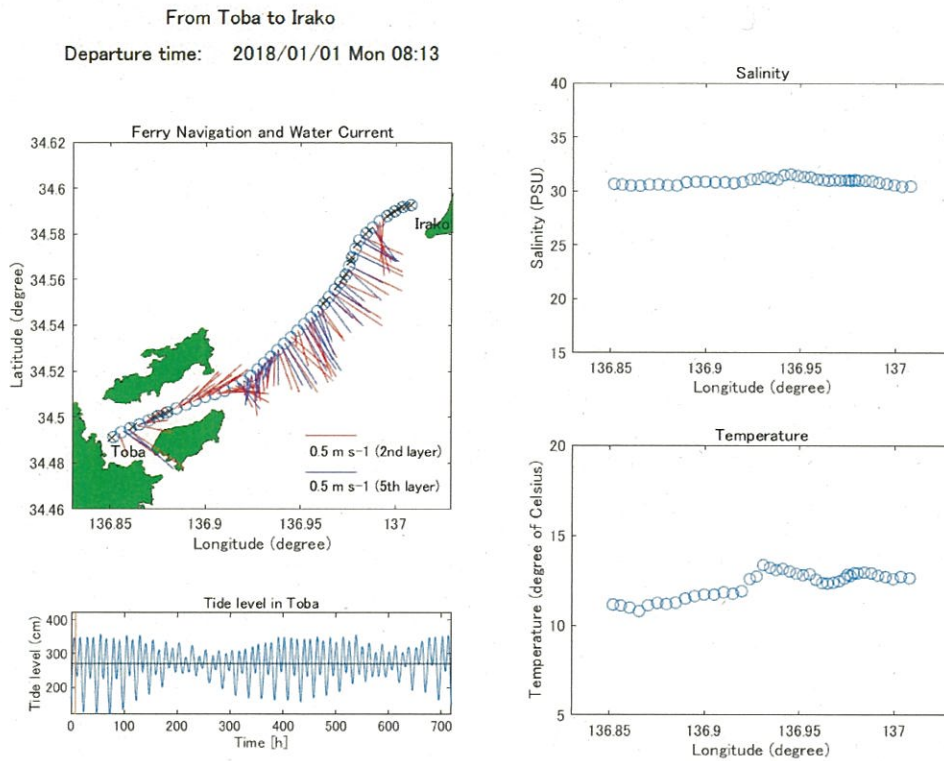 From Toba to Irako
Departure time: 2018/01/01 Mon 08:13
Ferry Navigation and Water Current
34.62
34.6
34.58
34.56
34.54
34.52
34.5
34.48
34.46
Latitude (degree)
Irako
Toba
0.5 m s-1 (2nd layer)
0.5 m s-1 (5th layer)
136.85 136.9 136.95 137
Longitude (degree)
Tide level in Toba
400
300
200
Tide level (cm)
0 100 200 300 400 500 600 700
Time [h]
Salinity
40
35
30
25
20
15
Salinity (PSU)
136.85 136.9 136.95 137
Longitude (degree)
Temperature
20
15
10
5
Temperature (degree of Celsius)
136.85 136.9 136.95 137
Longitude (degree)